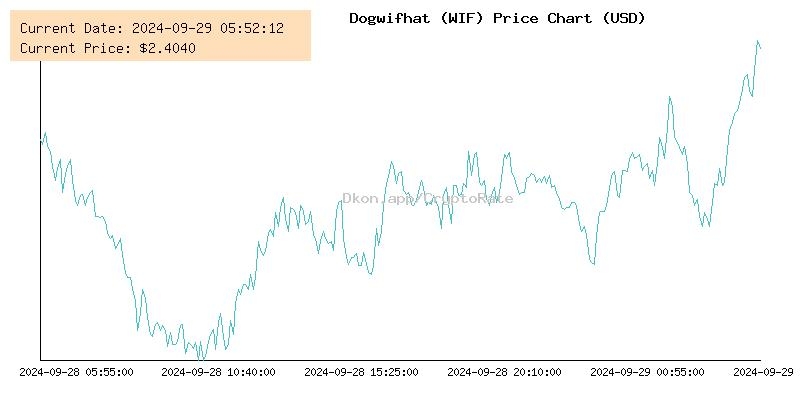 Dogwifhat (WIF) Price Chart (USD)
Current Date: 2024-09-29 05:52:12
Current Price: $2.4040
Dkon.app/CryptoRate
2024-09-28 05:55:00 2024-09-28 10:40:00 2024-09-28 15:25:00 2024-09-28 20:10:00 2024-09-29 00:55:00 2024-09-29